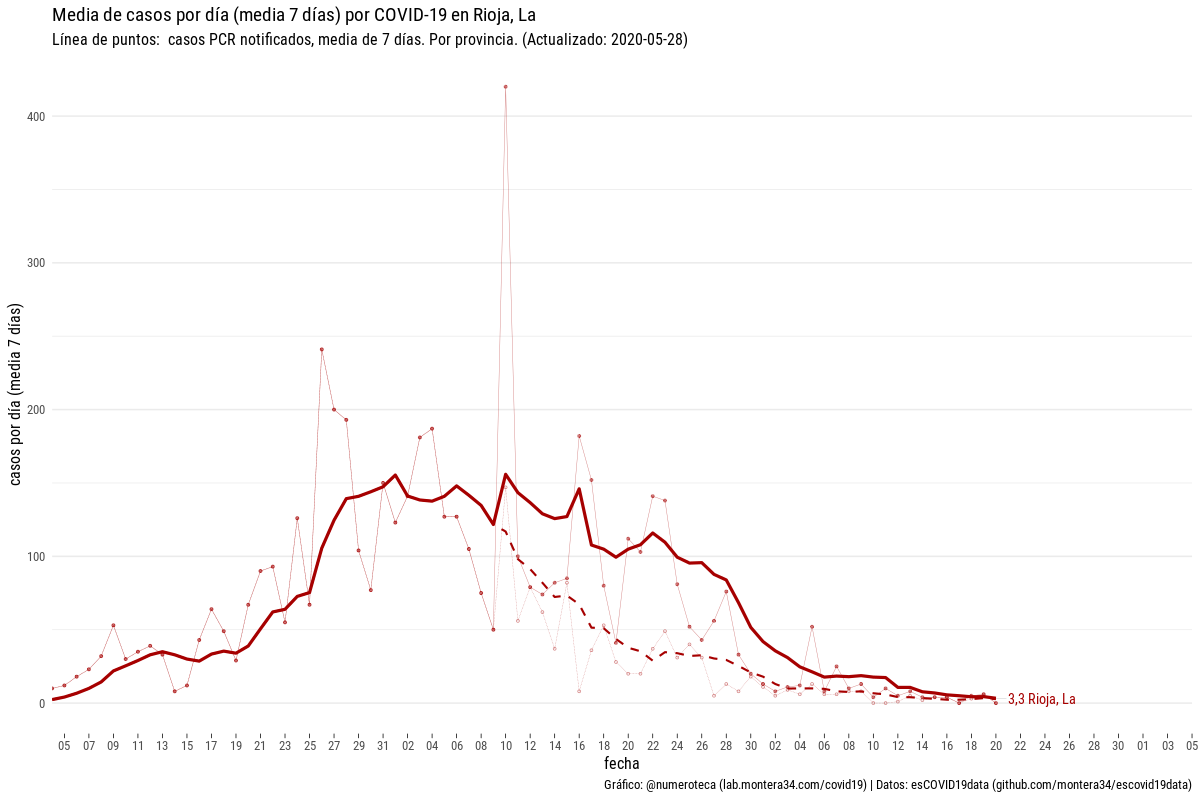 Media de casos por día (media 7 días) por COVID-19 en Rioja, La
Línea de puntos:  casos PCR notificados, media de 7 días. Por provincia. (Actualizado: 2020-05-28)
casos por día (media 7 días)
400
300
200
100
0
3,3 Rioja, La
05 07 09 11 13 15 17 19 21 23 25 27 29 31 02 04 06 08 10 12 14 16 18 20 22 24 26 28 30 02 04 06 08 10 12 14 16 18 20 22 24 26 28 30 01 03 05
fecha
Gráfico: @numeroteca (lab.montera34.com/covid19) | Datos: esCOVID19data (github.com/montera34/escovid19data)